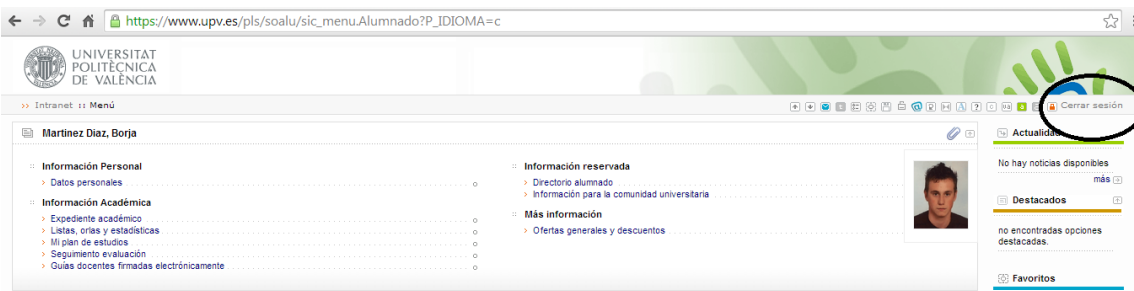 https://www.upv.es/pls/soalu/sic_menu.Alumnado?P_IDIOMA=c
UNIVERSITAT
POLITÈCNICA
DE VALÈNCIA
>> Intranet :: Menú
Cerrar sesión
Martinez Diaz, Borja
Información Personal
> Datos personales
Información Académica
> Expediente académico
> Listas, orlas y estadísticas
> Mi plan de estudios
> Seguimiento evaluación
> Guías docentes firmadas electrónicamente
Información reservada
> Directorio alumnado
> Información para la comunidad universitaria
Más información
> Ofertas generales y descuentos
Actualidad
No hay noticias disponibles
más
Destacados
no encontradas opciones
destacadas.
Favoritos